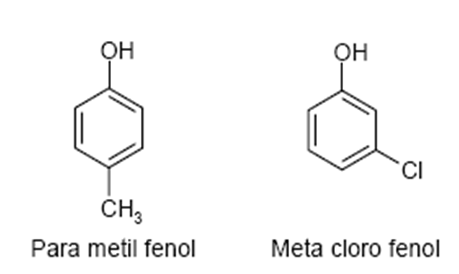 OH
CH3
Para metil fenol
OH
Cl
Meta cloro fenol